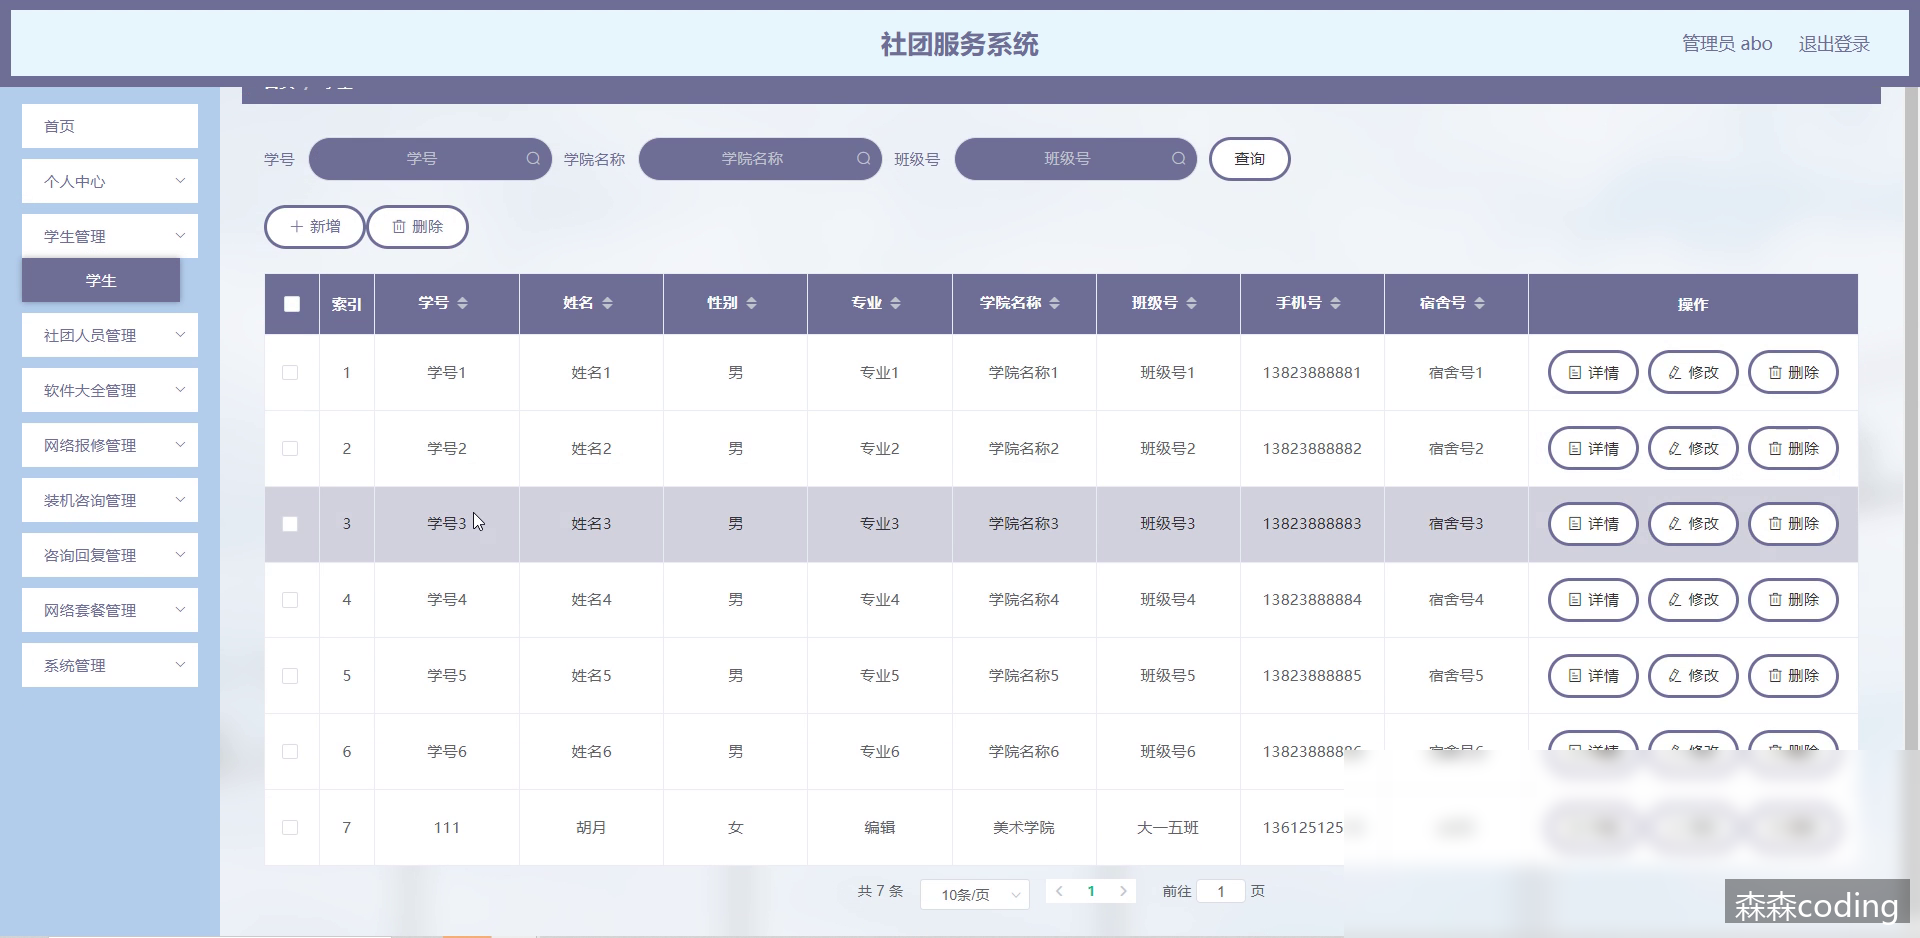 社团服务系统
管理员 abo
退出登录
首页
个人中心
学生管理
学生
社团人员管理
软件大全管理
网络报修管理
装机咨询管理
咨询回复管理
网络套餐管理
系统管理
学号 学号 学院名称 学院名称 班级号 班级号 查询
新增 删除
索引 学号 姓名 性别 专业 学院名称 班级号 手机号 宿舍号 操作
1 学号1 姓名1 男 专业1 学院名称1 班级号1 13823888881 宿舍号1 详情 修改 删除
2 学号2 姓名2 男 专业2 学院名称2 班级号2 13823888882 宿舍号2 详情 修改 删除
3 学号3 姓名3 男 专业3 学院名称3 班级号3 13823888883 宿舍号3 详情 修改 删除
4 学号4 姓名4 男 专业4 学院名称4 班级号4 13823888884 宿舍号4 详情 修改 删除
5 学号5 姓名5 男 专业5 学院名称5 班级号5 13823888885 宿舍号5 详情 修改 删除
6 学号6 姓名6 男 专业6 学院名称6 班级号6 13823888886 宿舍号6 详情 修改 删除
7 111 胡月 女 编辑 美术学院 大一五班
共 7 条 10条/页 1 前往 1 页
森森coding